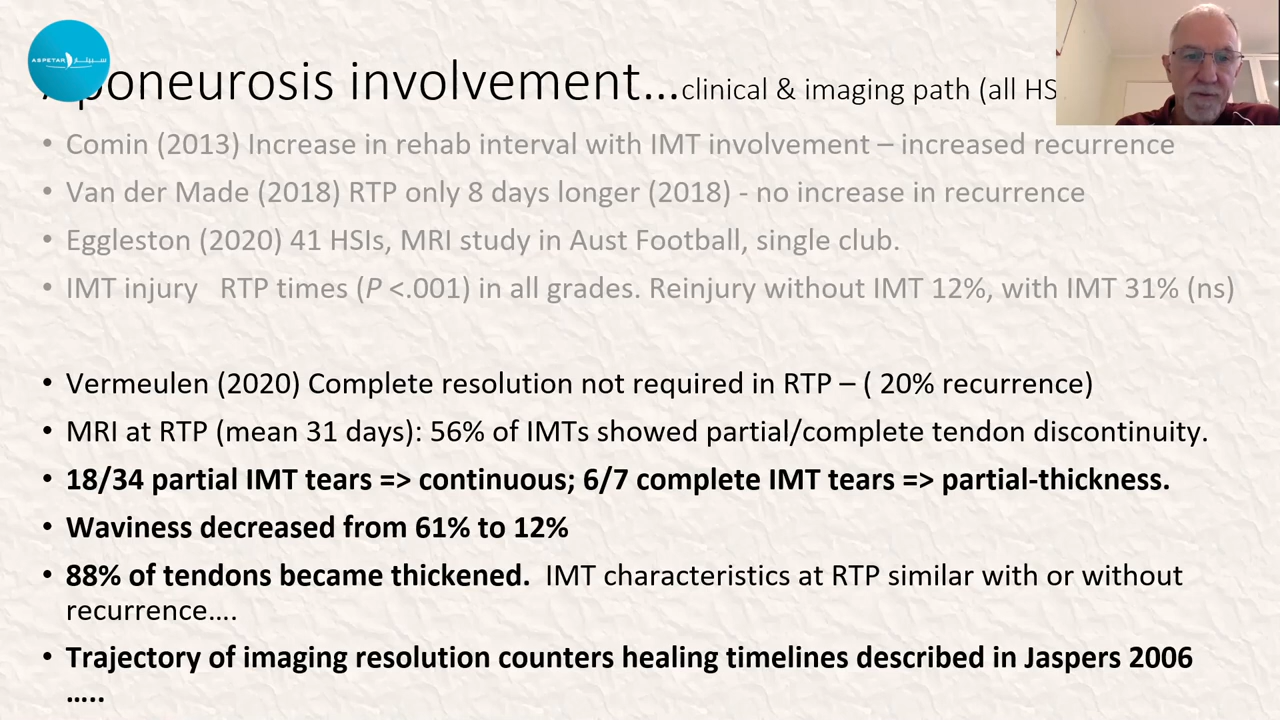 ASPETAR سبيتار
poneurosis involvement…clinical & imaging path (all HS
• Comin (2013) Increase in rehab interval with IMT involvement – increased recurrence
• Van der Made (2018) RTP only 8 days longer (2018) - no increase in recurrence
• Eggleston (2020) 41 HSIs, MRI study in Aust Football, single club.
• IMT injury RTP times (P <.001) in all grades. Reinjury without IMT 12%, with IMT 31% (ns)
• Vermeulen (2020) Complete resolution not required in RTP – ( 20% recurrence)
• MRI at RTP (mean 31 days): 56% of IMTs showed partial/complete tendon discontinuity.
• 18/34 partial IMT tears => continuous; 6/7 complete IMT tears => partial-thickness.
• Waviness decreased from 61% to 12%
• 88% of tendons became thickened. IMT characteristics at RTP similar with or without
recurrence….
• Trajectory of imaging resolution counters healing timelines described in Jaspers 2006
…..